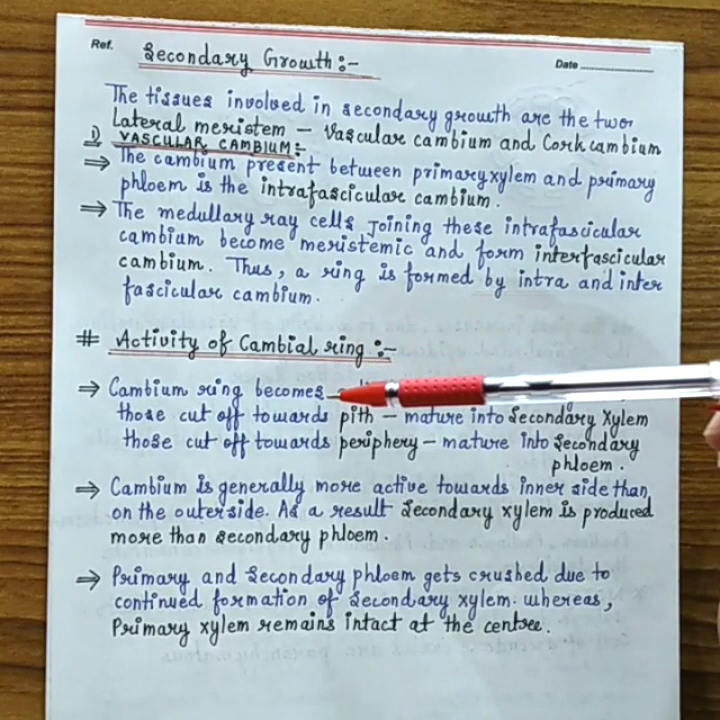 Ref.
Secondary Growth :-
Date
The tissues involved in secondary growth are the two
Lateral meristem – Vascular cambium and Cork cambium
1) VASCULAR CAMBIUM:-
⇒ The cambium present between primary xylem and primary
phloem is the intrafascicular cambium.
⇒ The medullary ray cells Joining these intrafascicular
cambium become meristemic and form interfascicular
cambium. Thus, a ring is formed by intra and inter
fascicular cambium.
# Activity of Cambial ring :-
→ Cambium ring becomes
those cut off towards pith – mature into Secondary Xylem
those cut off towards periphery – mature into Secondary
phloem.
⇒ Cambium is generally more active towards inner side than
on the outerside. As a result Secondary xylem is produced
more than secondary phloem.
⇒ Primary and Secondary phloem gets crushed due to
continued formation of Secondary xylem. whereas,
Primary xylem remains intact at the centre.